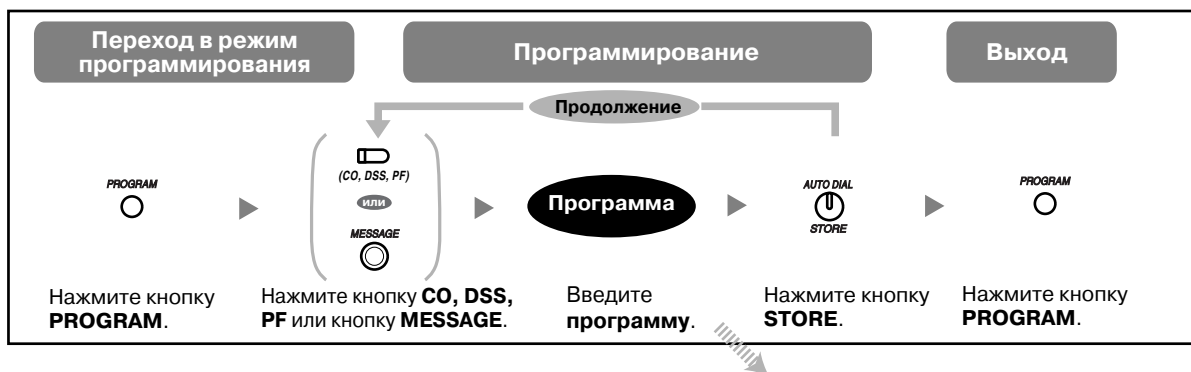 Переход в режим
программирования
Программирование
Выход
Продолжение
PROGRAM
(CO, DSS, PF)
или
MESSAGE
Программа
AUTO DIAL
STORE
PROGRAM
Нажмите кнопку
PROGRAM.
Нажмите кнопку CO, DSS,
PF или кнопку MESSAGE.
Введите
программу.
Нажмите кнопку
STORE.
Нажмите кнопку
PROGRAM.